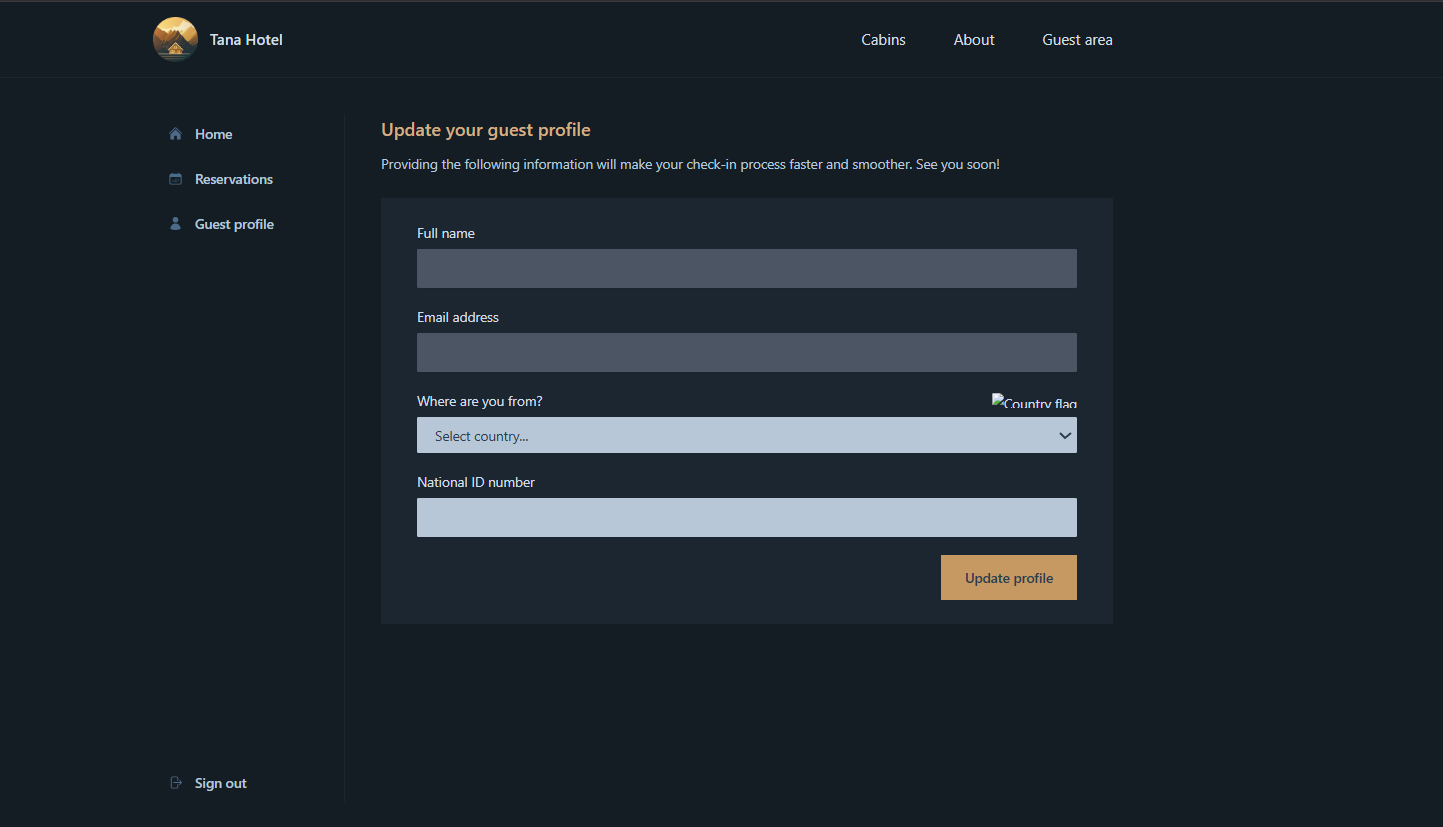 Tana Hotel
Cabins
About
Guest area
Home
Reservations
Guest profile
Update your guest profile
Providing the following information will make your check-in process faster and smoother. See you soon!
Full name
Email address
Where are you from?
Country flag
Select country...
National ID number
Update profile
Sign out